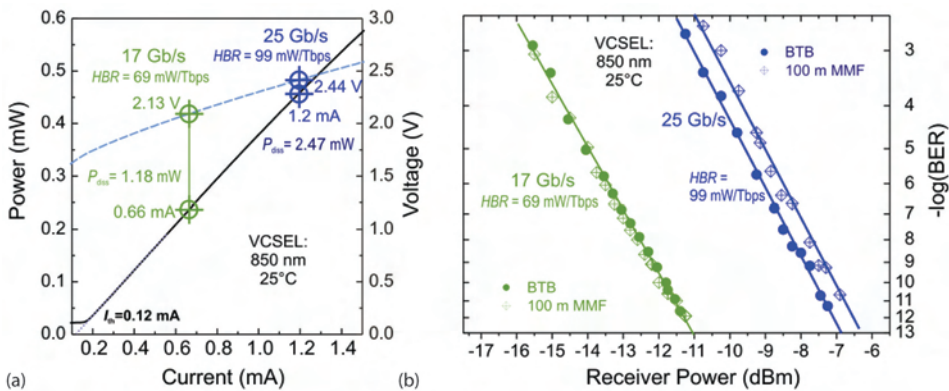 0.6
0.5
0.4
0.3
0.2
0.1
0.0
Power (mW)
17 Gb/s
HBR = 69 mW/Tbps
2.13 V
25 Gb/s
HBR = 99 mW/Tbps
2.44 V
1.2 mA
P_diss = 2.47 mW
P_diss = 1.18 mW
0.66 mA
VCSEL:
850 nm
25°C
I_th=0.12 mA
3.0
2.5
2.0
1.5
1.0
0.5
0.0
Voltage (V)
0.2 0.4 0.6 0.8 1.0 1.2 1.4
Current (mA)
(a)
VCSEL:
850 nm
25°C
BTB
100 m MMF
25 Gb/s
HBR =
99 mW/Tbps
17 Gb/s
HBR = 69 mW/Tbps
BTB
100 m MMF
3
4
5
6
7
8
9
10
11
12
13
-log(BER)
-17 -16 -15 -14 -13 -12 -11 -10 -9 -8 -7 -6
Receiver Power (dBm)
(b)